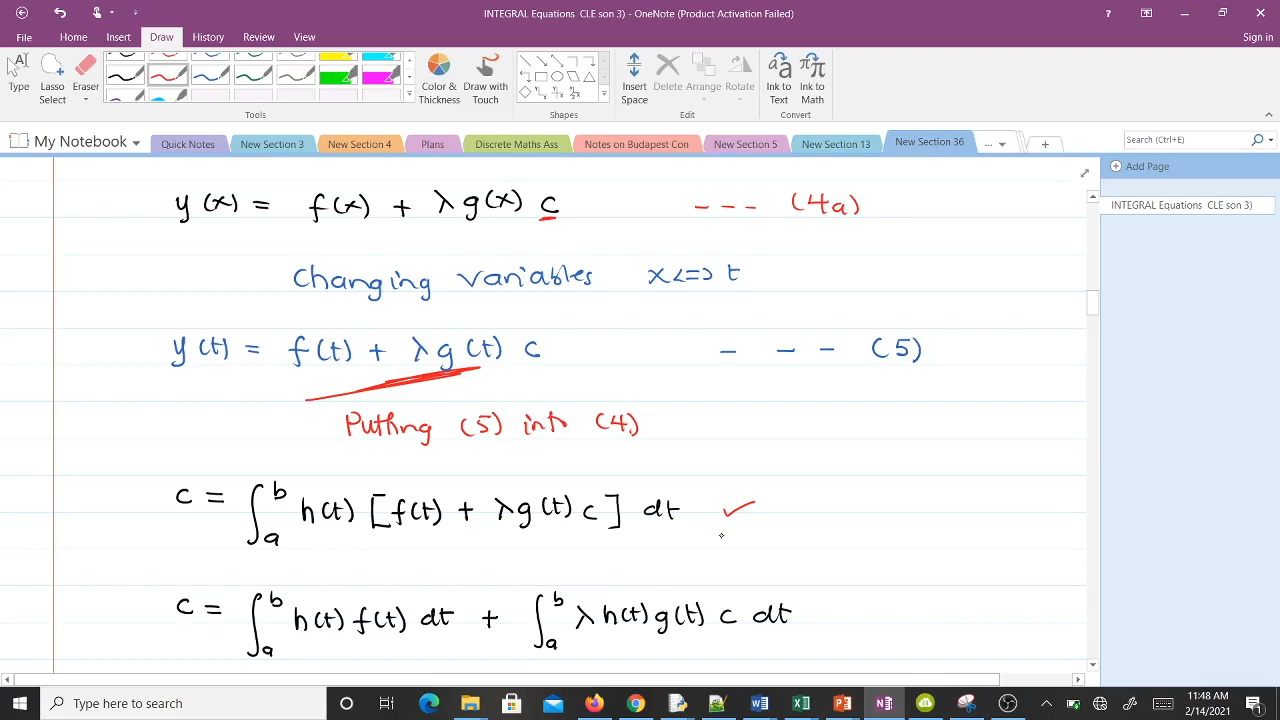 INTEGRAL Equations CLE son 3) - OneNote (Product Activation Failed)
File Home Insert Draw History Review View Sign in
Type Lasso Select Eraser Color & Thickness Draw with Touch Insert Space Delete Arrange Rotate Ink to Text Ink to Math
Tools Shapes Edit Convert
My Notebook Quick Notes New Section 3 New Section 4 Plans Discrete Maths Ass Notes on Budapest Con New Section 5 New Section 13 New Section 36 ... Search (Ctrl+E)
Add Page
INTEGRAL Equations CLE son 3)
y(x) = f(x) + λg(x) c --- (4a)
Changing variables x<=>t
y(t) = f(t) + λg(t) c - - - (5)
Putting (5) into (4)
c = ∫_a^b h(t) [f(t) + λg(t) c] dt ✓
c = ∫_a^b h(t) f(t) dt + ∫_a^b λ h(t) g(t) c dt
Type here to search
11:48 AM
2/14/2021